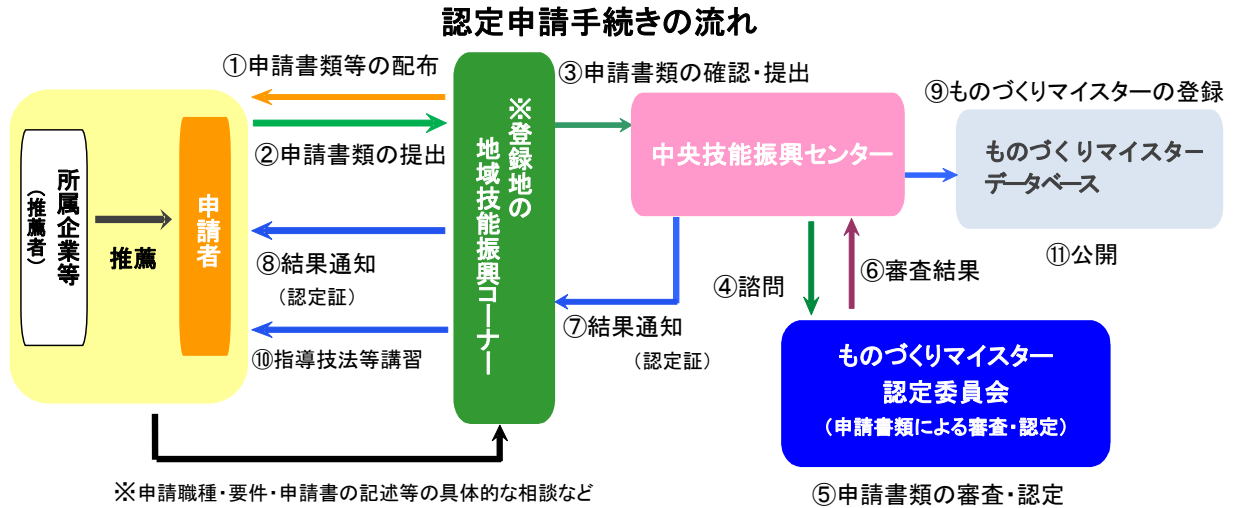 認定申請手続きの流れ
①申請書類等の配布
②申請書類の提出
③申請書類の確認・提出
⑨ものづくりマイスターの登録
所属企業等
（推薦者）
推薦
申請者
※登録地の
地域技能振興コーナー
中央技能振興センター
ものづくりマイスター
データベース
⑧結果通知
（認定証）
⑩指導技法等講習
⑦結果通知
（認定証）
④諮問
⑥審査結果
⑪公開
ものづくりマイスター
認定委員会
（申請書類による審査・認定）
⑤申請書類の審査・認定
※申請職種・要件・申請書の記述等の具体的な相談など